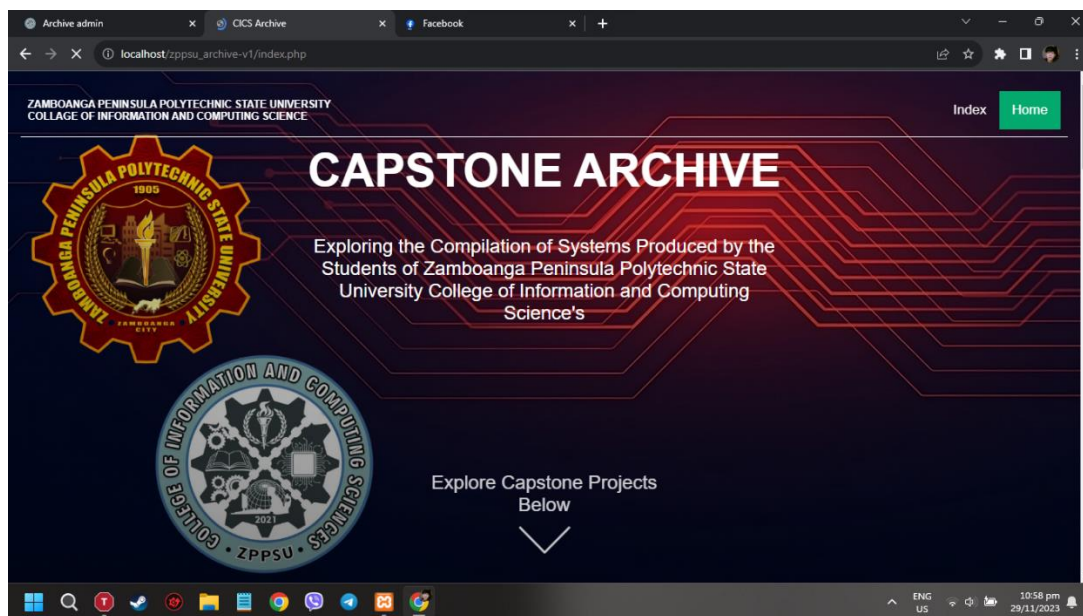 Archive admin
CICS Archive
Facebook
localhost/zppsu_archive-v1/index.php
ZAMBOANGA PENINSULA POLYTECHNIC STATE UNIVERSITY
COLLAGE OF INFORMATION AND COMPUTING SCIENCE
Index
Home
ZAMBOANGA PENINSULA POLYTECHNIC STATE UNIVERSITY
1905
ZAMBOANGA
CITY
CAPSTONE ARCHIVE
Exploring the Compilation of Systems Produced by the
Students of Zamboanga Peninsula Polytechnic State
University College of Information and Computing
Science's
COLLEGE OF INFORMATION AND COMPUTING SCIENCES
2021
· ZPPSU ·
Explore Capstone Projects
Below
ENG
US
10:58 pm
29/11/2023